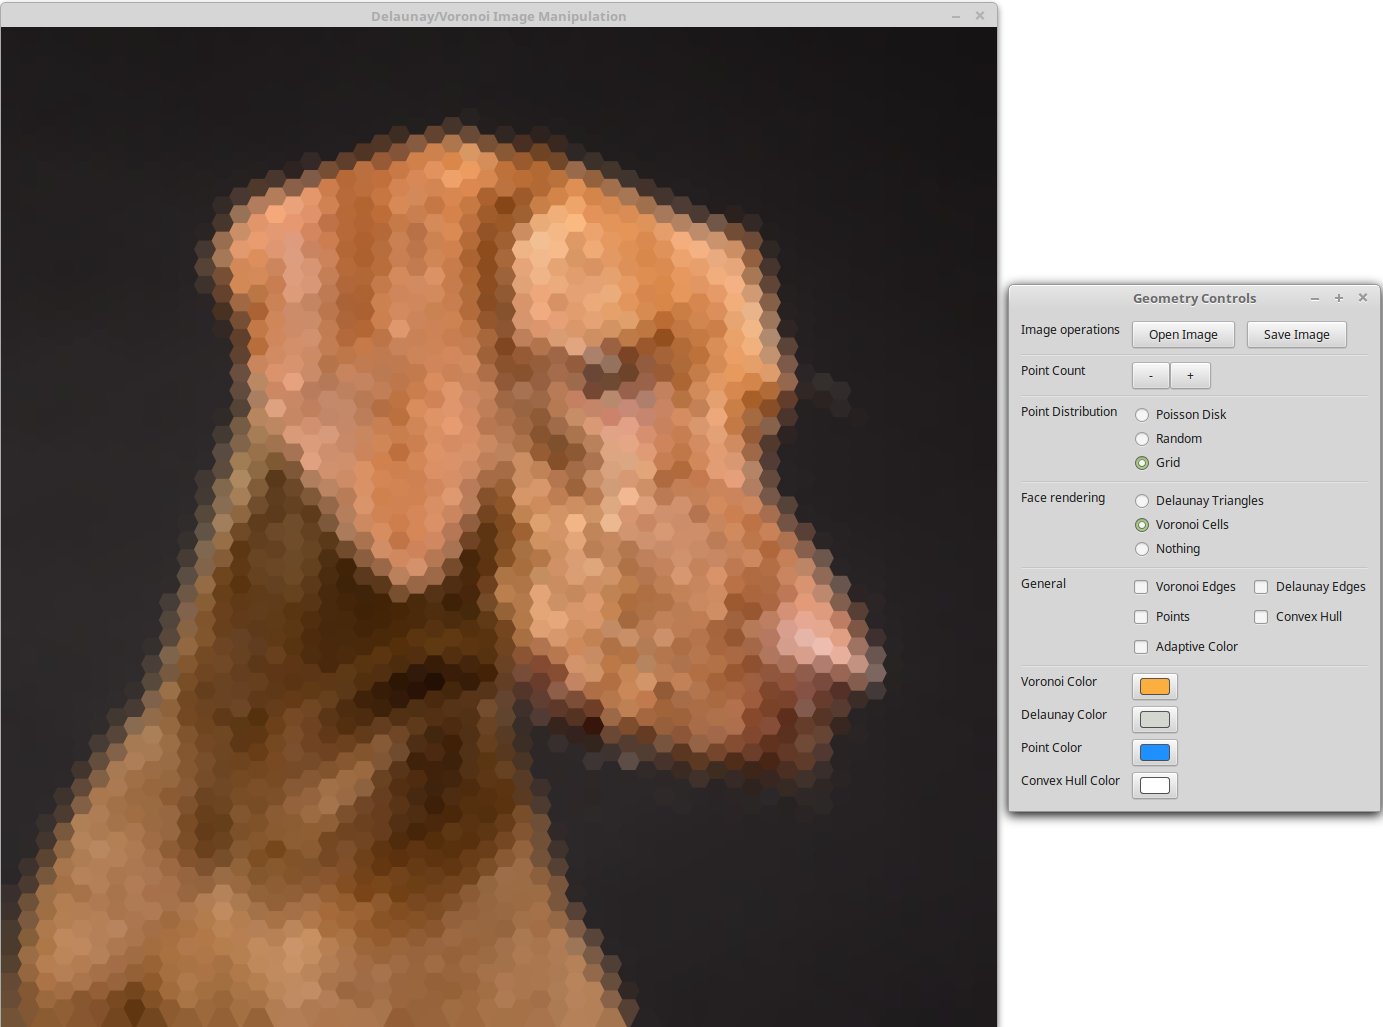 Delaunay/Voronoi Image Manipulation
Geometry Controls
Image operations Open Image Save Image
Point Count - +
Point Distribution Poisson Disk
Random
Grid
Face rendering Delaunay Triangles
Voronoi Cells
Nothing
General Voronoi Edges Delaunay Edges
Points Convex Hull
Adaptive Color
Voronoi Color
Delaunay Color
Point Color
Convex Hull Color